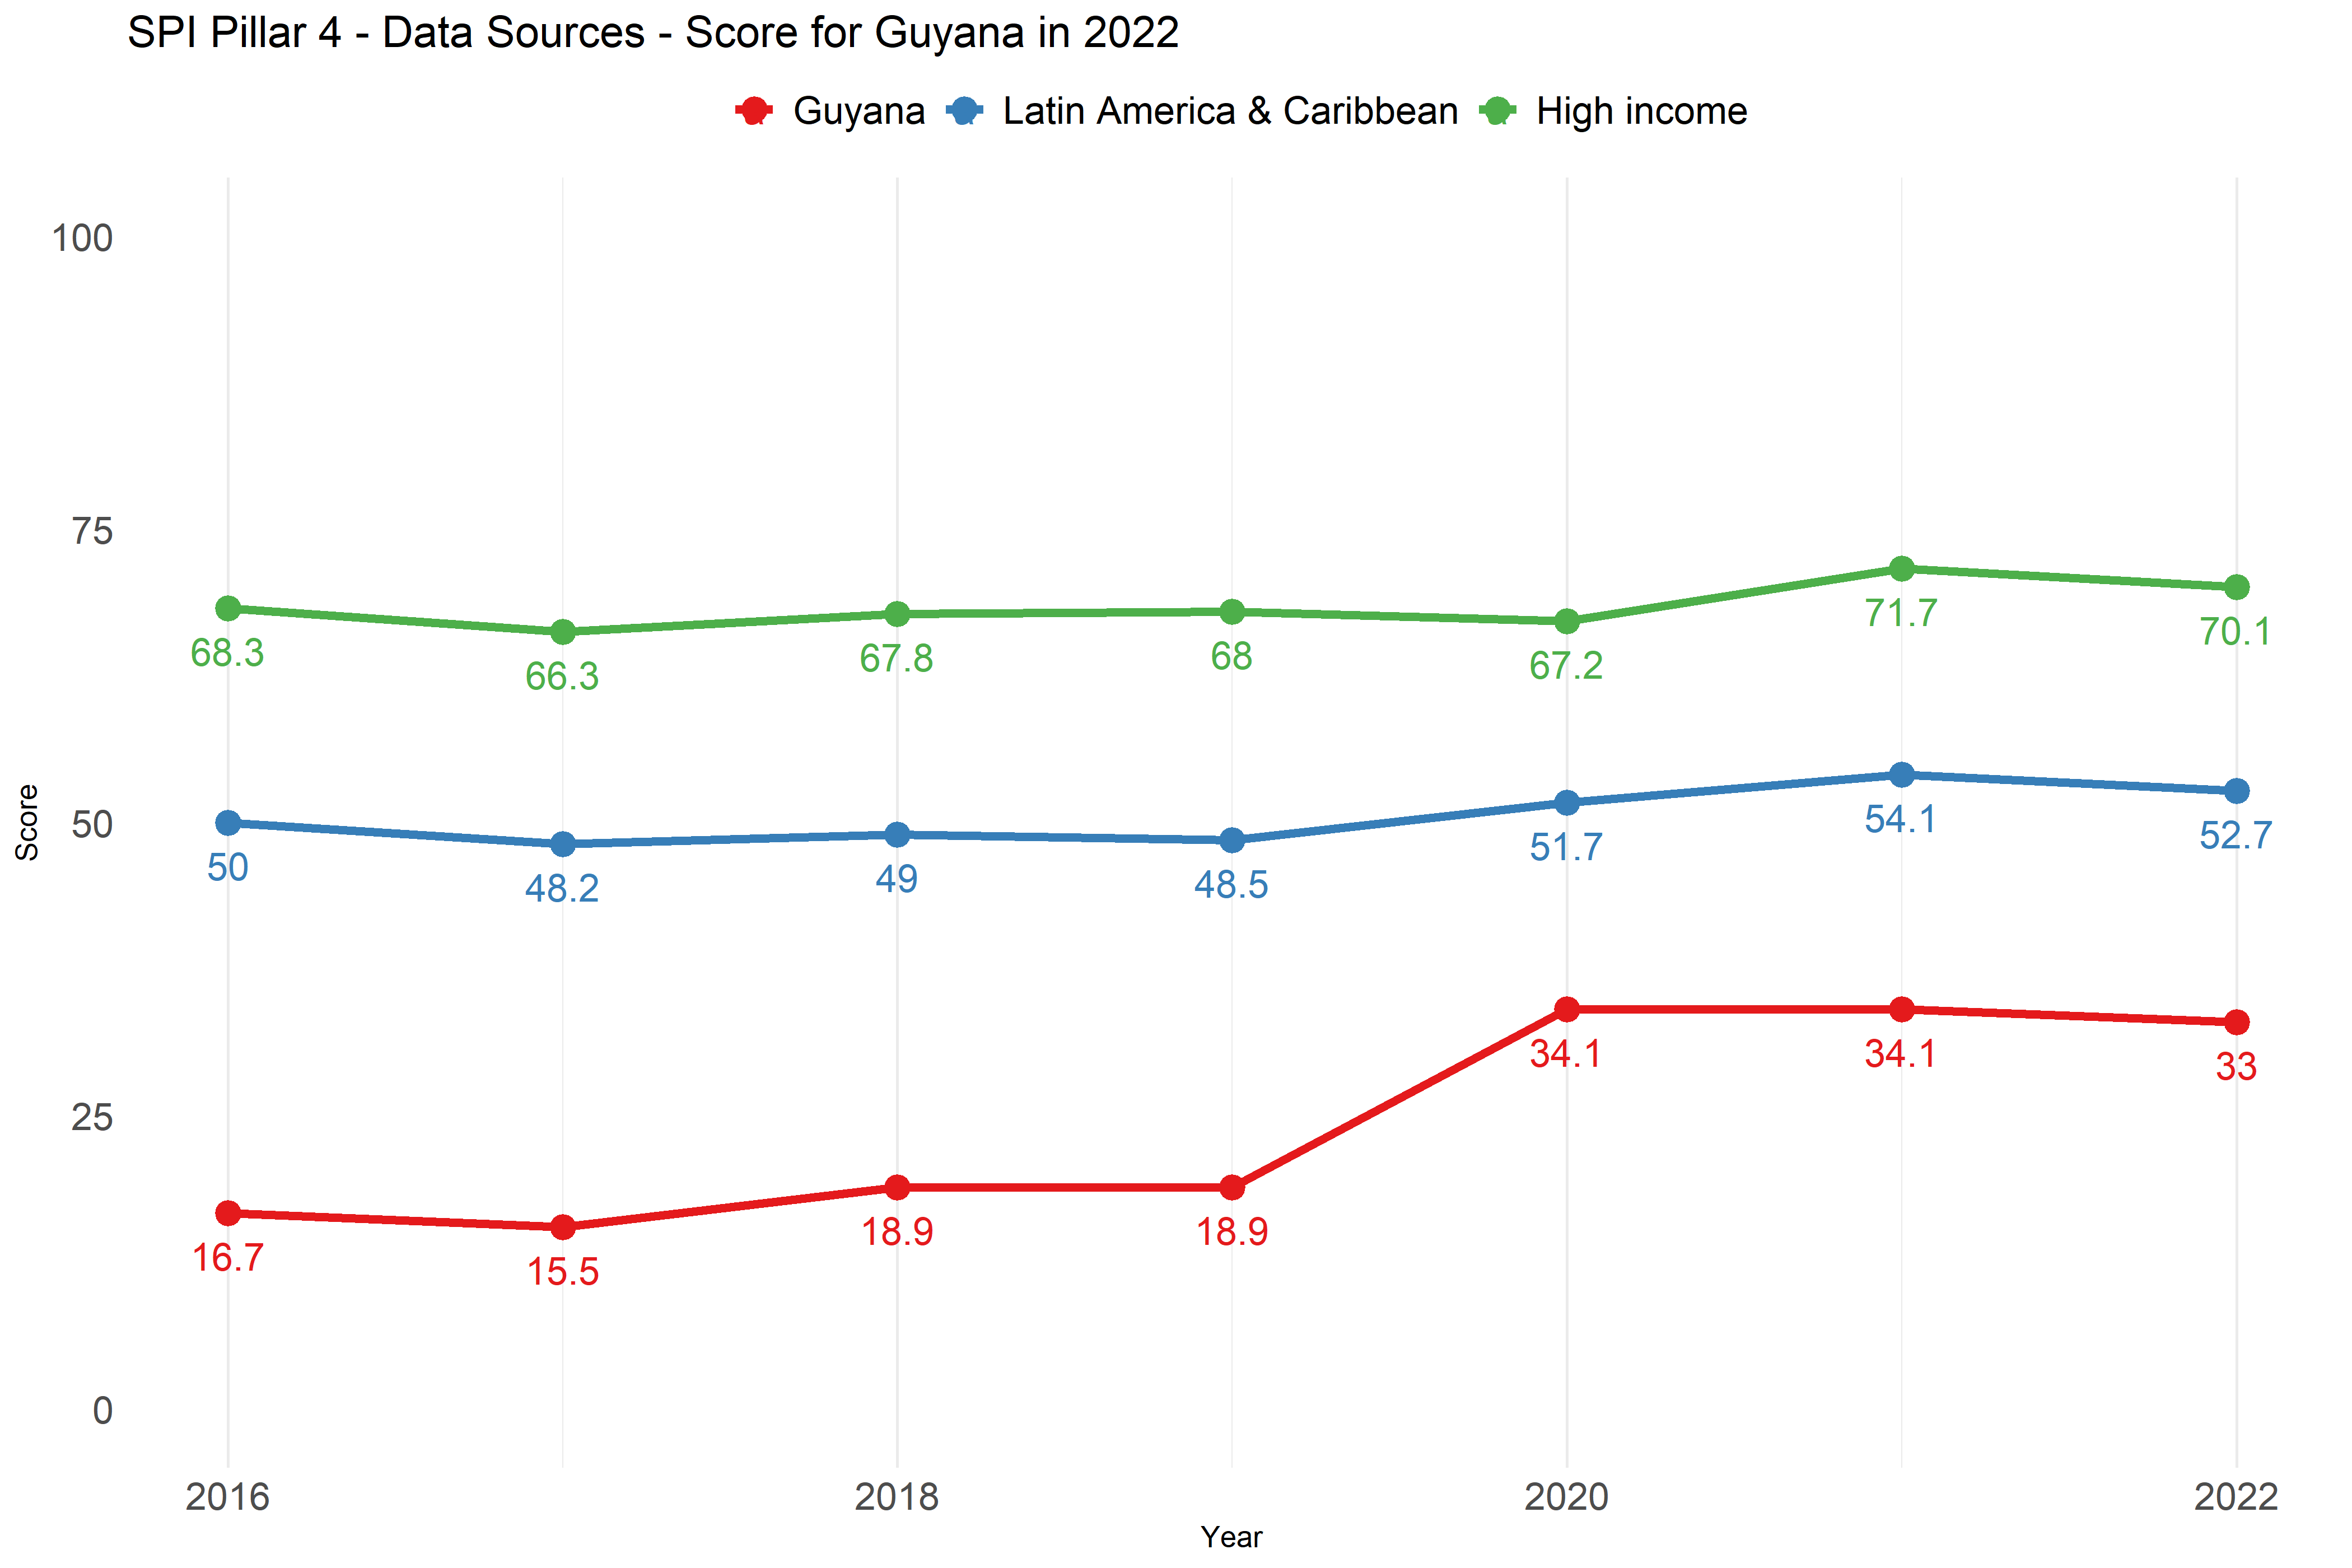 SPI Pillar 4 - Data Sources - Score for Guyana in 2022
Guyana Latin America & Caribbean High income
100
75
50
25
0
Score
68.3 66.3 67.8 68 67.2 71.7 70.1
50 48.2 49 48.5 51.7 54.1 52.7
16.7 15.5 18.9 18.9 34.1 34.1 33
2016 2018 2020 2022
Year